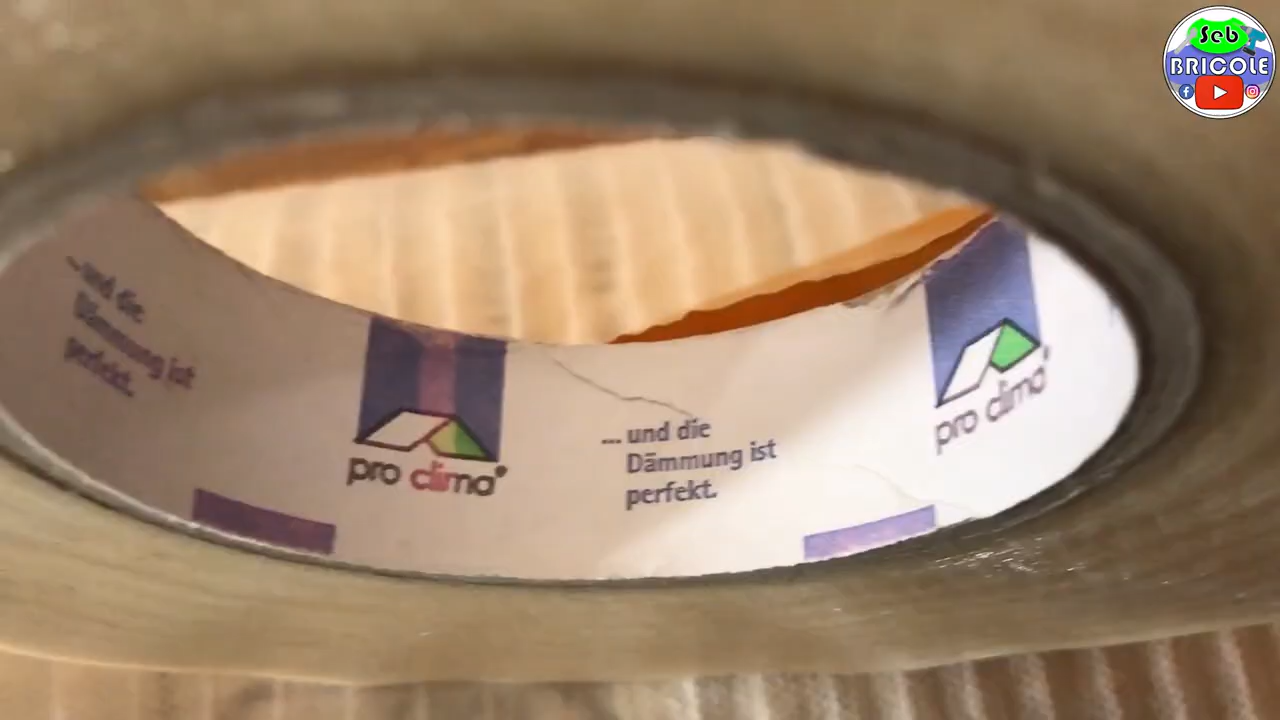 Seb
BRICOLE
... und die
Dämmung ist
perfekt.
pro clima®
... und die
Dämmung ist
perfekt.
pro clima®